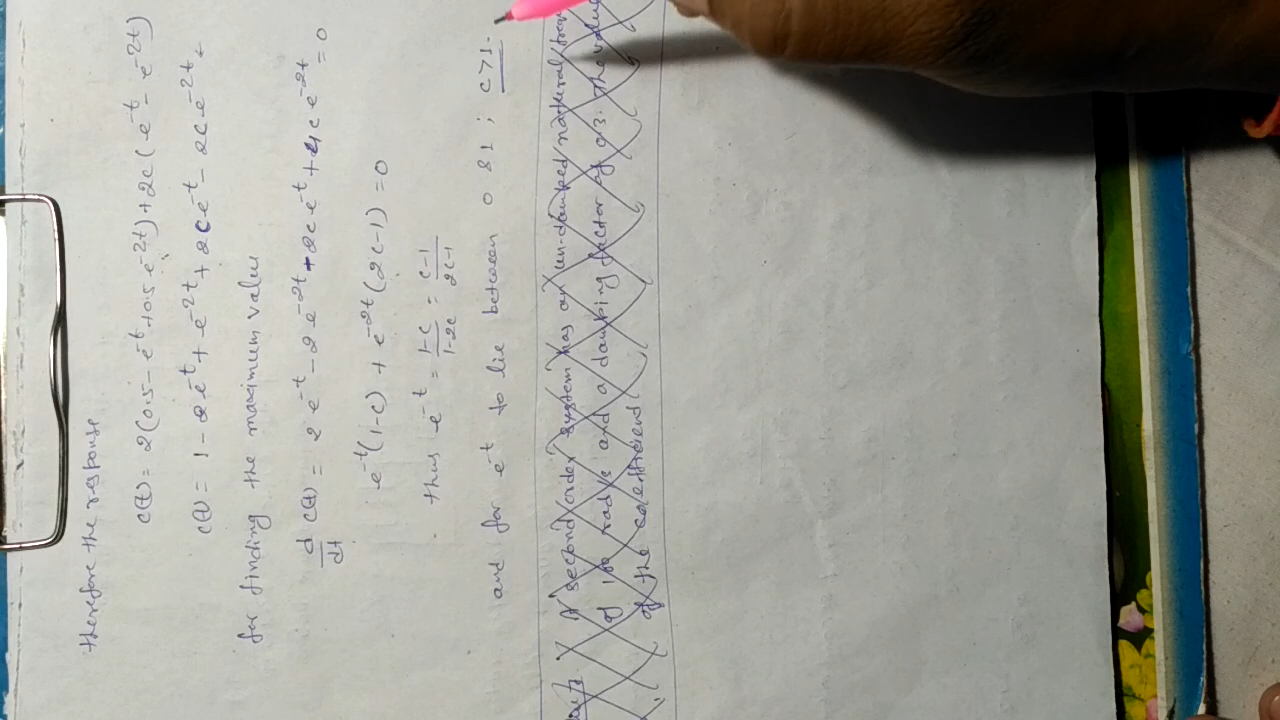 therefore the response
c(t) = 2(0.5 - e^-t + 0.5 e^-2t) + 2c (e^-t - e^-2t)
c(t) = 1 - 2e^-t + e^-2t + 2ce^-t - 2ce^-2t
for finding the maximum value
d/dt c(t) = 2e^-t - 2e^-2t - 2ce^-t + 4ce^-2t = 0
e^-t(1-c) + e^-2t(2c-1) = 0
thus e^-t = 1-c/1-2c = c-1/2c-1
and for e^-t to lie between 0 & 1 ; c>1.
A second order system has an un-damped natural
of 100 rad/s and a damping factor of 0.3. The value
of the coefficient